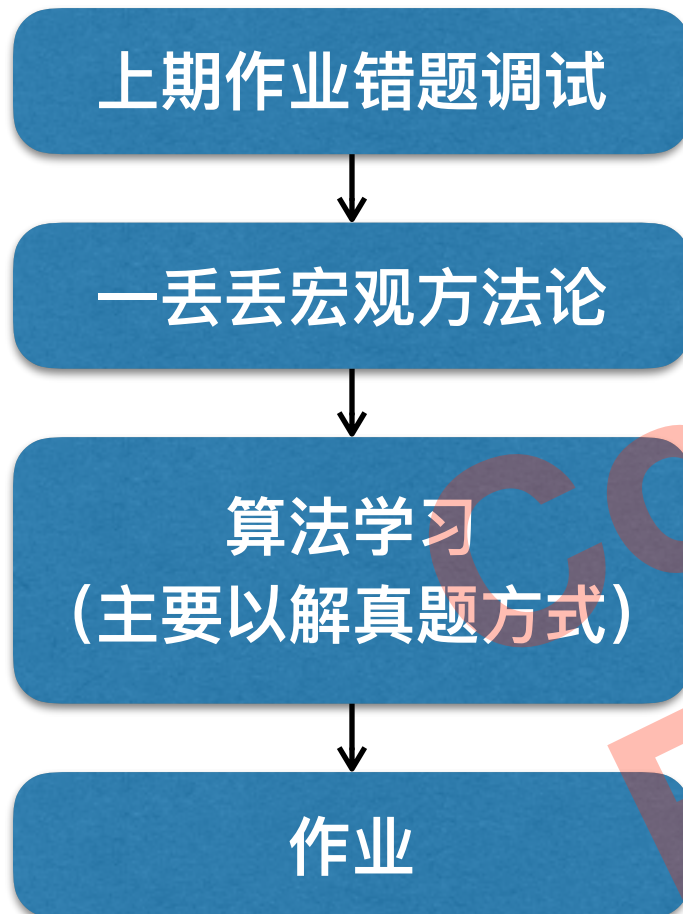 上期作业错题调试
一丢丢宏观方法论
算法学习
（主要以解真题方式）
作业